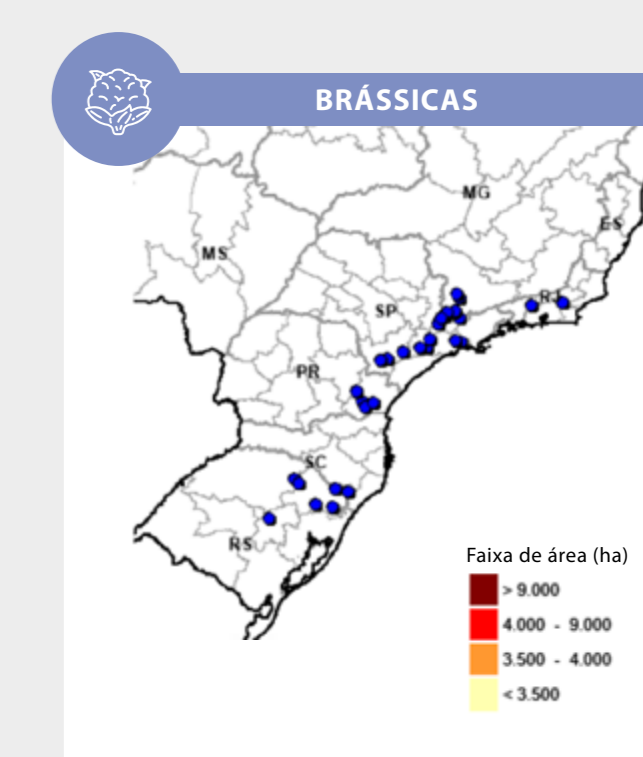 BRÁSSICAS
MG
ES
MS
RJ
SP
PR
SC
RS
Faixa de área (ha)
> 9.000
4.000 - 9.000
3.500 - 4.000
< 3.500